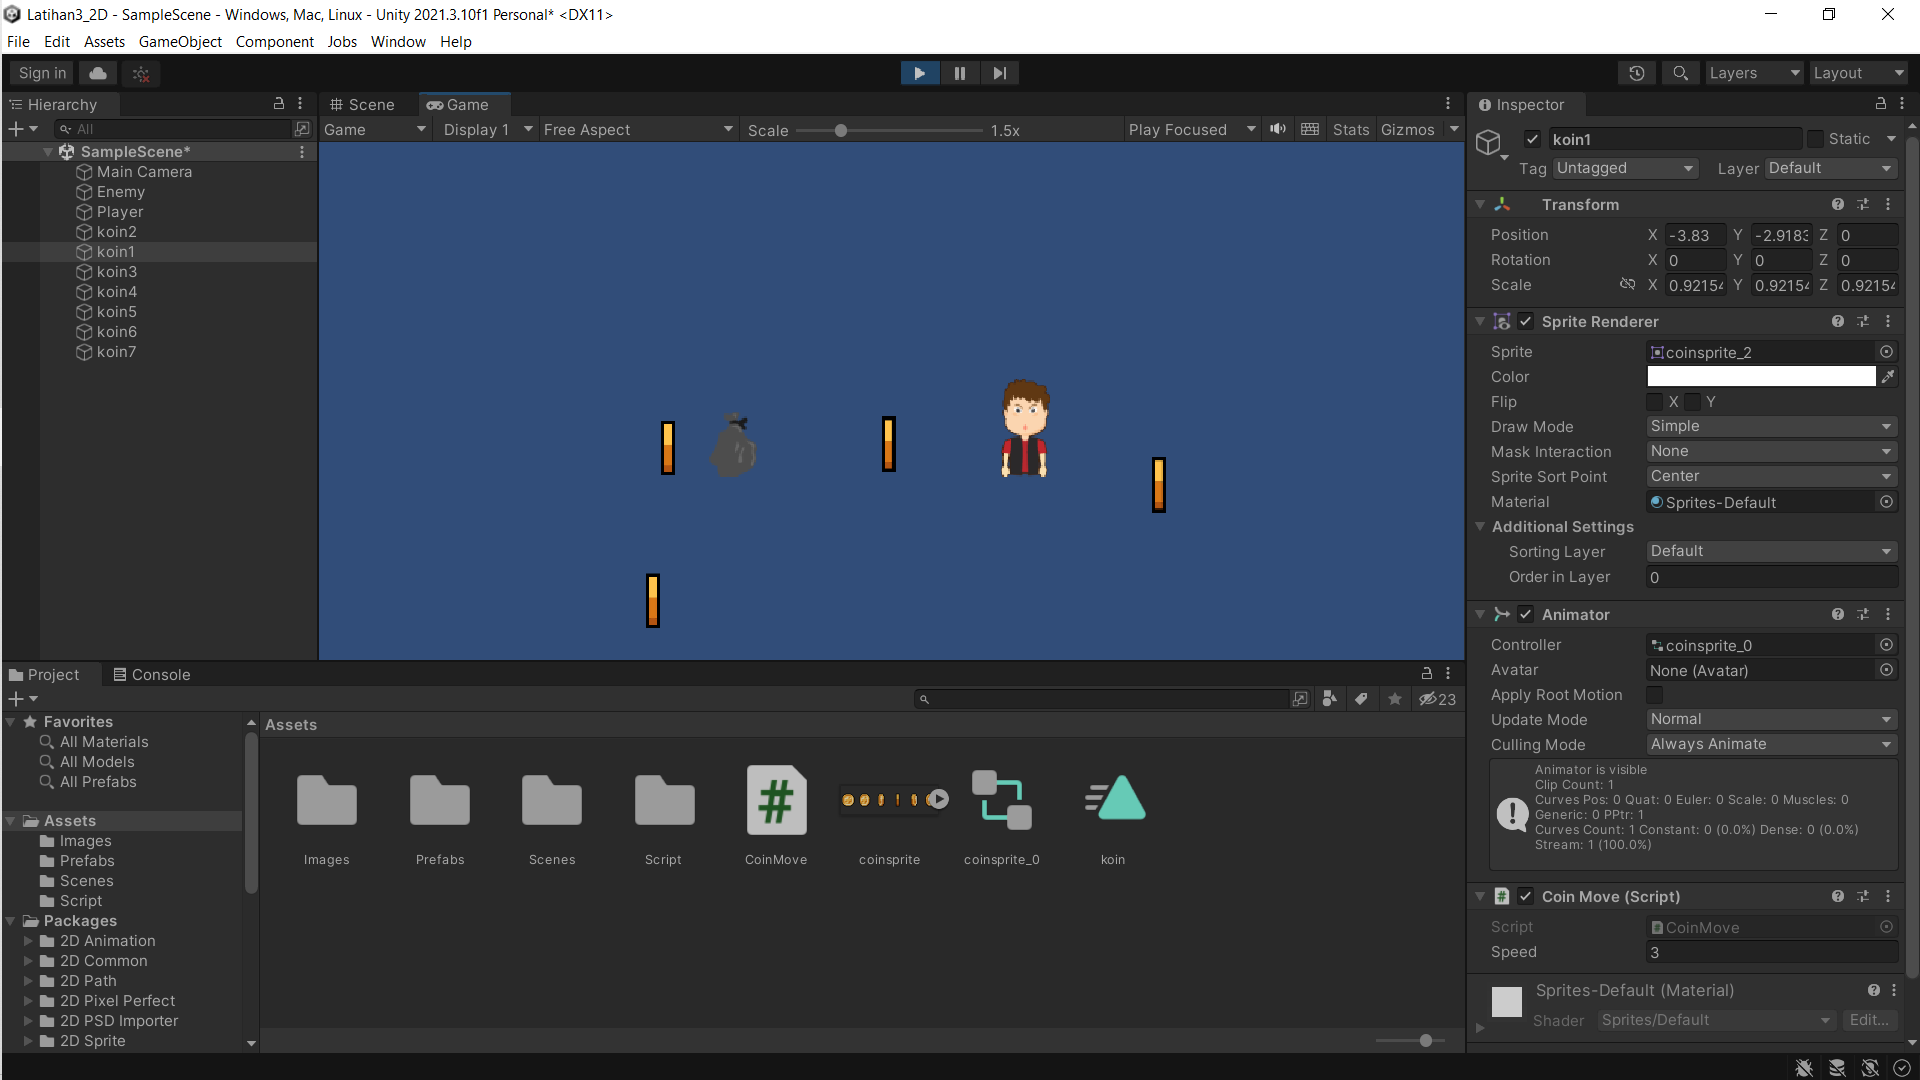 Latihan3_2D - SampleScene - Windows, Mac, Linux - Unity 2021.3.10f1 Personal* <DX11>
File Edit Assets GameObject Component Jobs Window Help
Sign in
Layers Layout
Hierarchy
All
SampleScene*
Main Camera
Enemy
Player
koin2
koin1
koin3
koin4
koin5
koin6
koin7
Scene Game
Game Display 1 Free Aspect Scale 1.5x Play Focused Stats Gizmos
Project Console
23
Favorites
All Materials
All Models
All Prefabs
Assets
Images
Prefabs
Scenes
Script
Packages
2D Animation
2D Common
2D Path
2D Pixel Perfect
2D PSD Importer
2D Sprite
Assets
Images Prefabs Scenes Script CoinMove coinsprite coinsprite_0 koin
Inspector
koin1 Static
Tag Untagged Layer Default
Transform
Position X -3.83 Y -2.9183 Z 0
Rotation X 0 Y 0 Z 0
Scale X 0.92154 Y 0.92154 Z 0.92154
Sprite Renderer
Sprite coinsprite_2
Color
Flip X Y
Draw Mode Simple
Mask Interaction None
Sprite Sort Point Center
Material Sprites-Default
Additional Settings
Sorting Layer Default
Order in Layer 0
Animator
Controller coinsprite_0
Avatar None (Avatar)
Apply Root Motion
Update Mode Normal
Culling Mode Always Animate
Animator is visible
Clip Count: 1
Curves Pos: 0 Quat: 0 Euler: 0 Scale: 0 Muscles: 0
Generic: 0 PPtr: 1
Curves Count: 1 Constant: 0 (0.0%) Dense: 0 (0.0%)
Stream: 1 (100.0%)
Coin Move (Script)
Script CoinMove
Speed 3
Sprites-Default (Material)
Shader Sprites/Default Edit...